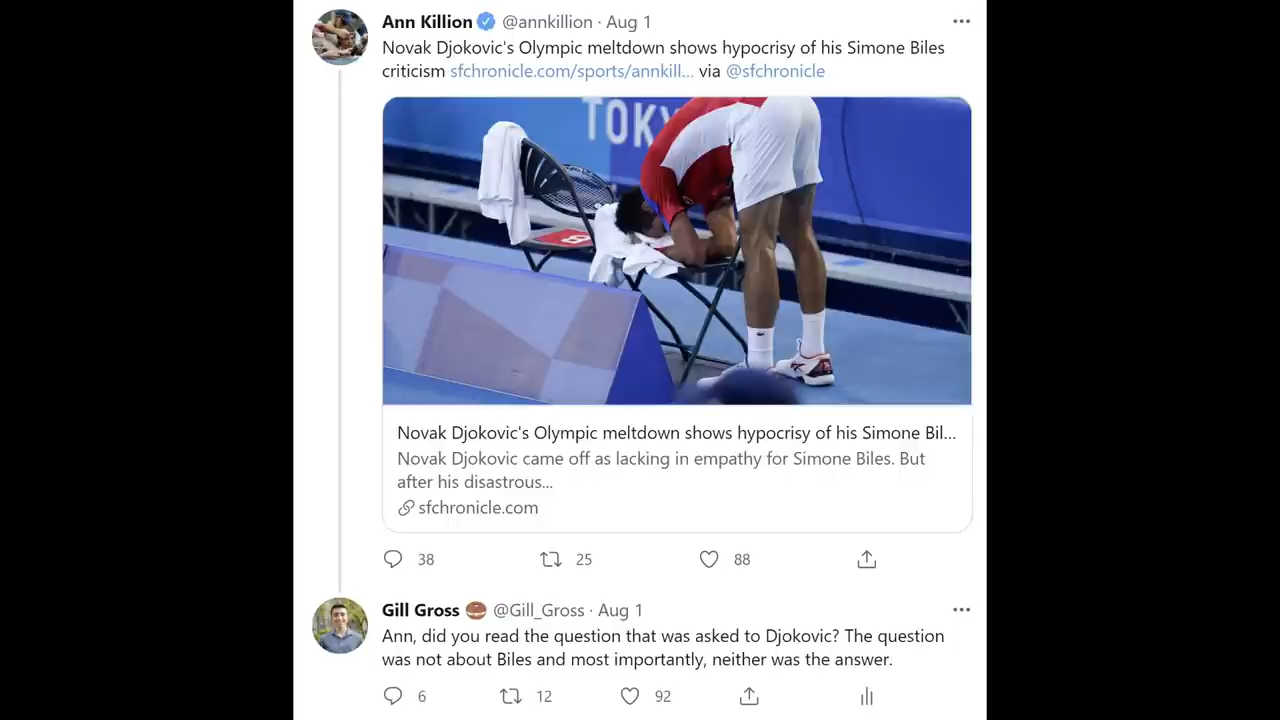 Ann Killion @annkillion · Aug 1
Novak Djokovic's Olympic meltdown shows hypocrisy of his Simone Biles
criticism sfchronicle.com/sports/annkill... via @sfchronicle
TOKY
Novak Djokovic's Olympic meltdown shows hypocrisy of his Simone Bil...
Novak Djokovic came off as lacking in empathy for Simone Biles. But
after his disastrous...
sfchronicle.com
38 25 88
Gill Gross @Gill_Gross · Aug 1
Ann, did you read the question that was asked to Djokovic? The question
was not about Biles and most importantly, neither was the answer.
6 12 92